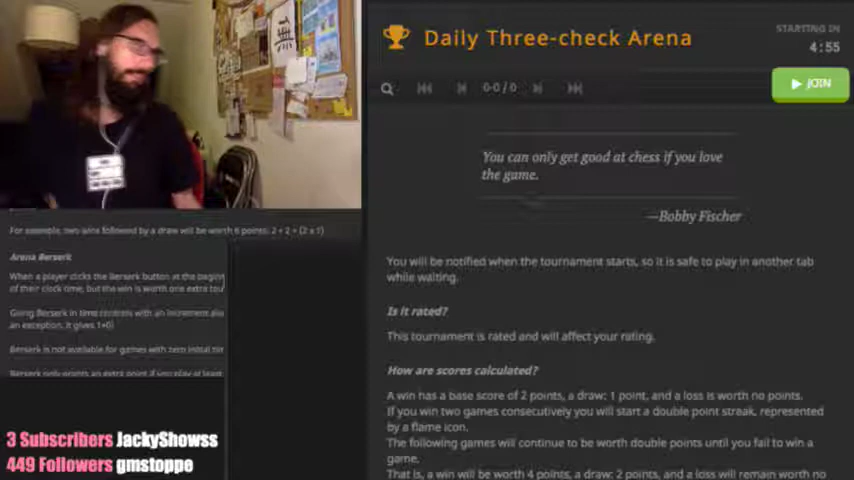 Daily Three-check Arena
STARTING IN
4:55
0-0 / 0
JOIN
You can only get good at chess if you love
the game.
—Bobby Fischer
You will be notified when the tournament starts, so it is safe to play in another tab
while waiting.
Is it rated?
This tournament is rated and will affect your rating.
How are scores calculated?
A win has a base score of 2 points, a draw: 1 point, and a loss is worth no points.
If you win two games consecutively you will start a double point streak, represented
by a flame icon.
The following games will continue to be worth double points until you fail to win a
game.
That is, a win will be worth 4 points, a draw: 2 points, and a loss will remain worth no
For example, two wins followed by a draw will be worth 6 points: 2 + 2 + (2 x 1)
Arena Berserk
When a player clicks the Berserk button at the begin
of their clock time, but the win is worth one extra tou
Going Berserk in time controls with an increment als
an exception, it gives 1+0)
Berserk is not available for games with zero initial tim
Berserk only grants an extra point if you play at least
3 Subscribers JackyShowss
449 Followers gmstoppe